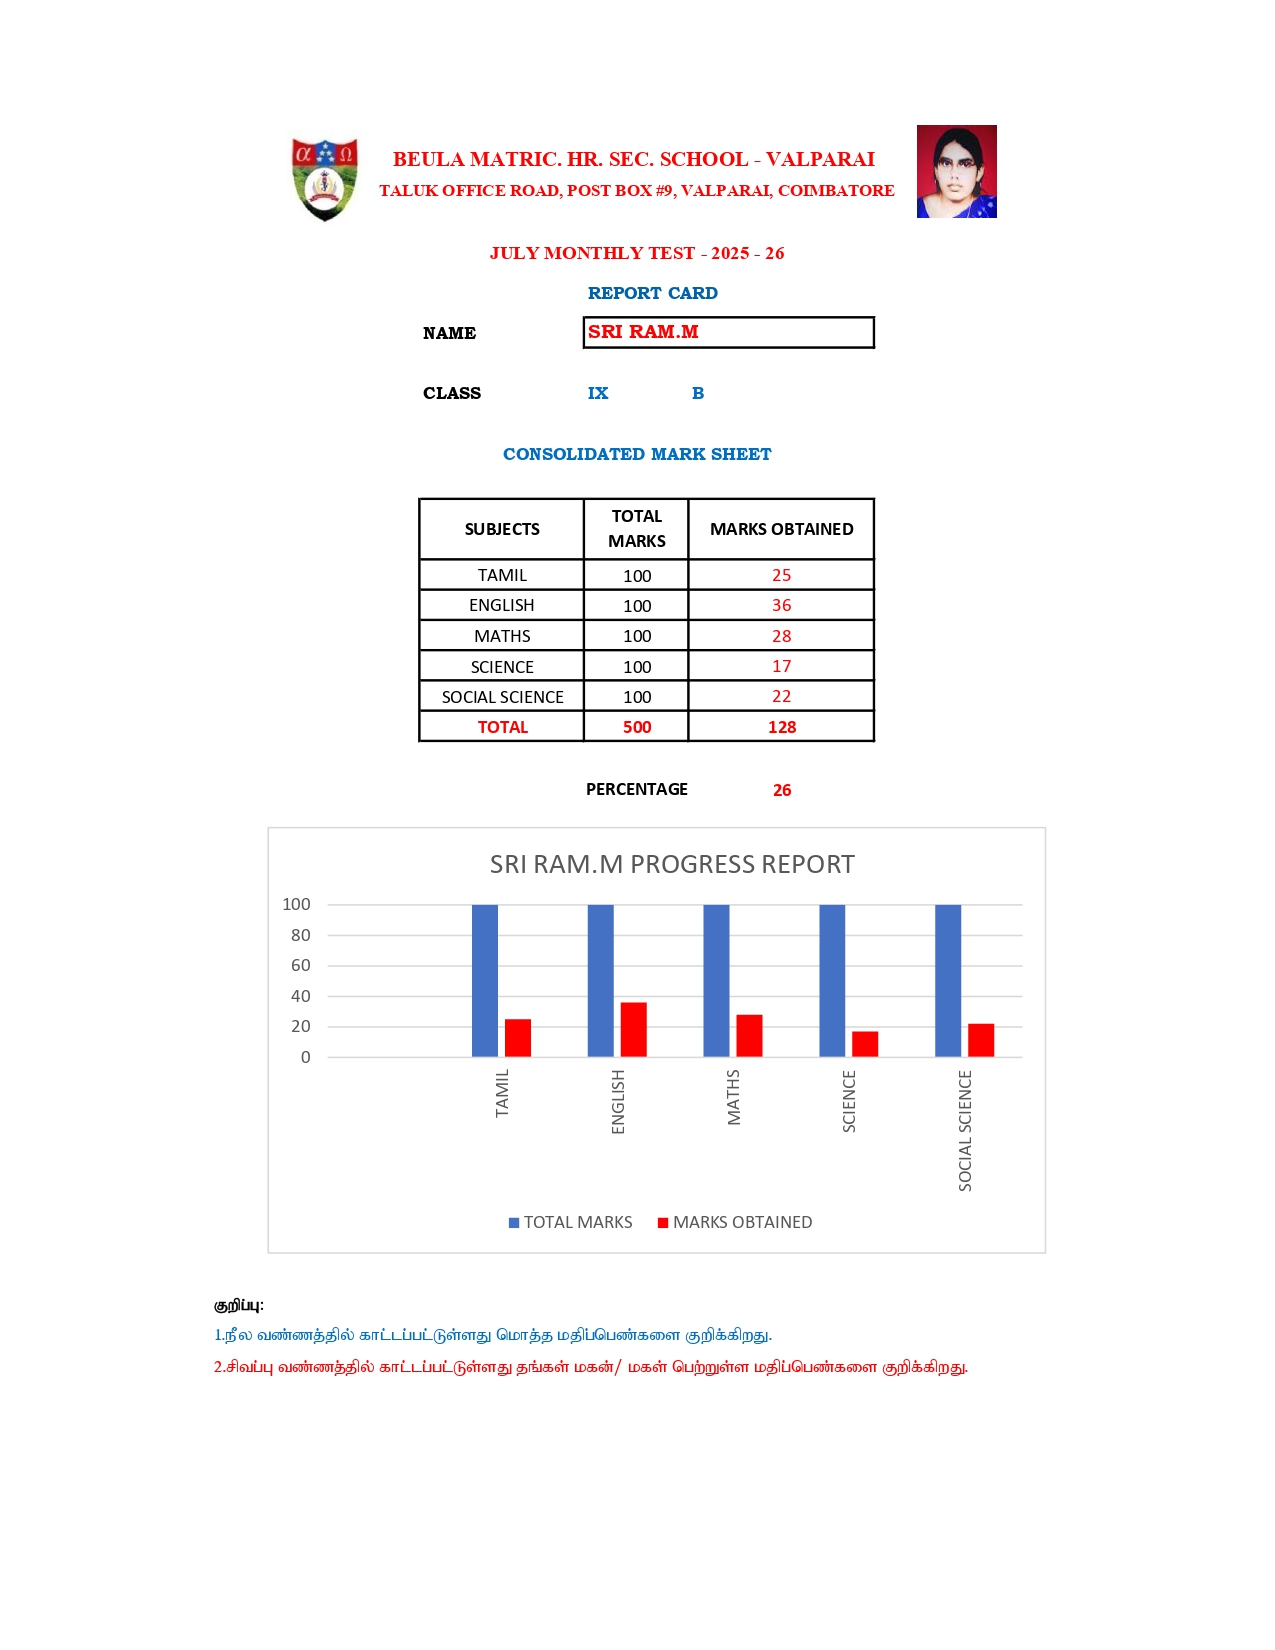 α Ω
BEULA MATRIC. HR. SEC. SCHOOL - VALPARAI
TALUK OFFICE ROAD, POST BOX #9, VALPARAI, COIMBATORE
JULY MONTHLY TEST - 2025 - 26
REPORT CARD
NAME SRI RAM.M
CLASS IX B
CONSOLIDATED MARK SHEET
SUBJECTS TOTAL MARKS MARKS OBTAINED
TAMIL 100 25
ENGLISH 100 36
MATHS 100 28
SCIENCE 100 17
SOCIAL SCIENCE 100 22
TOTAL 500 128
PERCENTAGE 26
SRI RAM.M PROGRESS REPORT
100
80
60
40
20
0
TAMIL ENGLISH MATHS SCIENCE SOCIAL SCIENCE
TOTAL MARKS MARKS OBTAINED
குறிப்பு:
1.நீல வண்ணத்தில் காட்டப்பட்டுள்ளது மொத்த மதிப்பெண்களை குறிக்கிறது.
2.சிவப்பு வண்ணத்தில் காட்டப்பட்டுள்ளது தங்கள் மகன்/ மகள் பெற்றுள்ள மதிப்பெண்களை குறிக்கிறது.